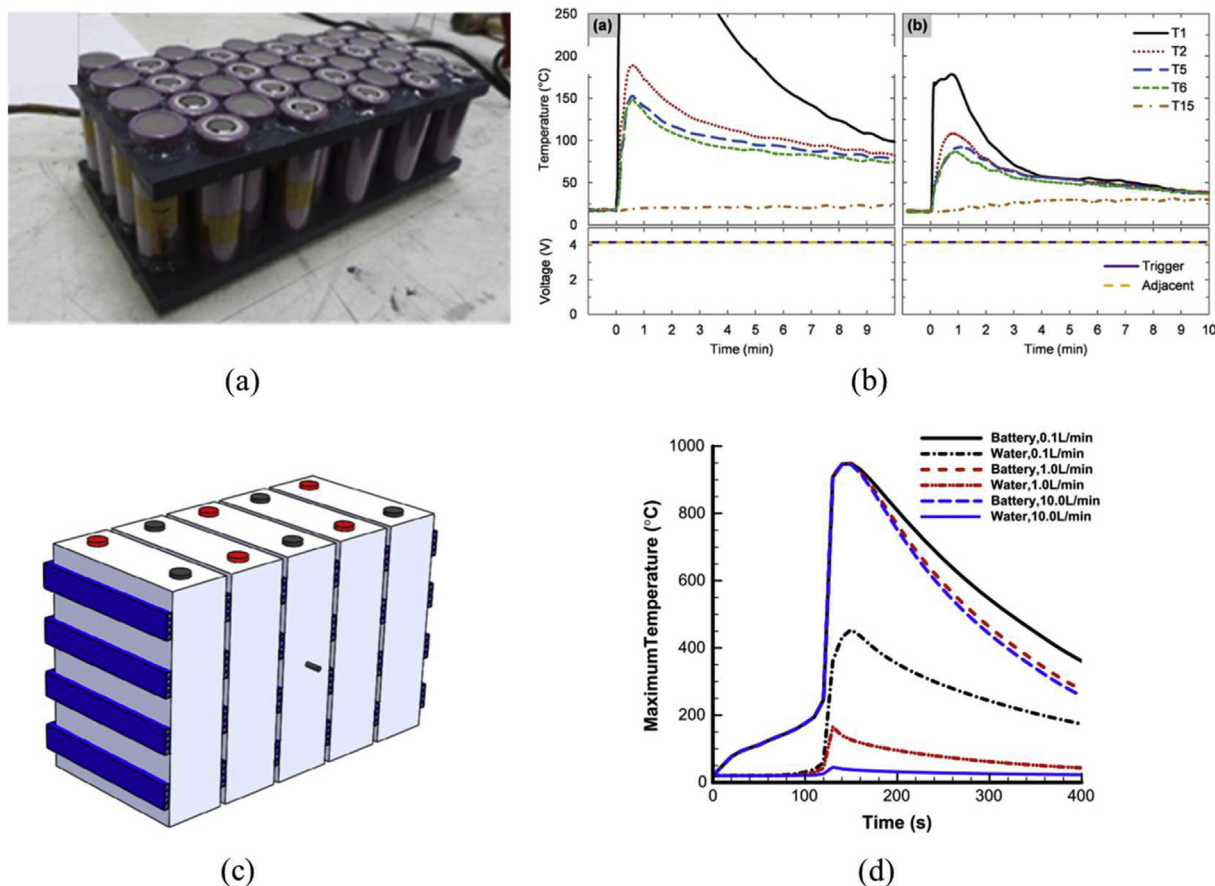 250
200
150
100
50
0
Temperature (°C)
(a)
(b)
T1
T2
T5
T6
T15
4
2
0
Voltage (V)
Trigger
Adjacent
0 1 2 3 4 5 6 7 8 9
0 1 2 3 4 5 6 7 8 9 10
Time (min)
Time (min)
(a)
(b)
1000
800
600
400
200
0
MaximumTemperature (°C)
Battery,0.1L/min
Water,0.1L/min
Battery,1.0L/min
Water,1.0L/min
Battery,10.0L/min
Water,10.0L/min
0 100 200 300 400
Time (s)
(c)
(d)